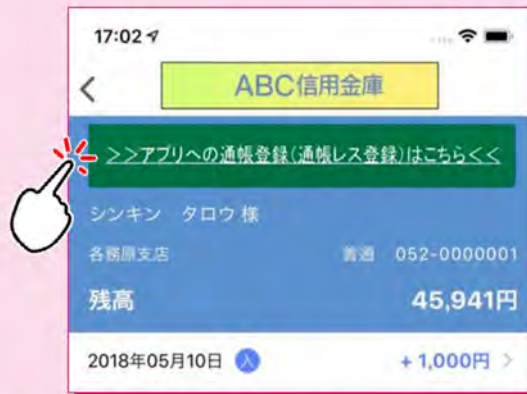 17:02
ABC信用金庫
>>アプリへの通帳登録(通帳レス登録)はこちら<<
シンキン タロウ 様
各務原支店 普通 052-0000001
残高 45,941円
2018年05月10日 入 +1,000円 >